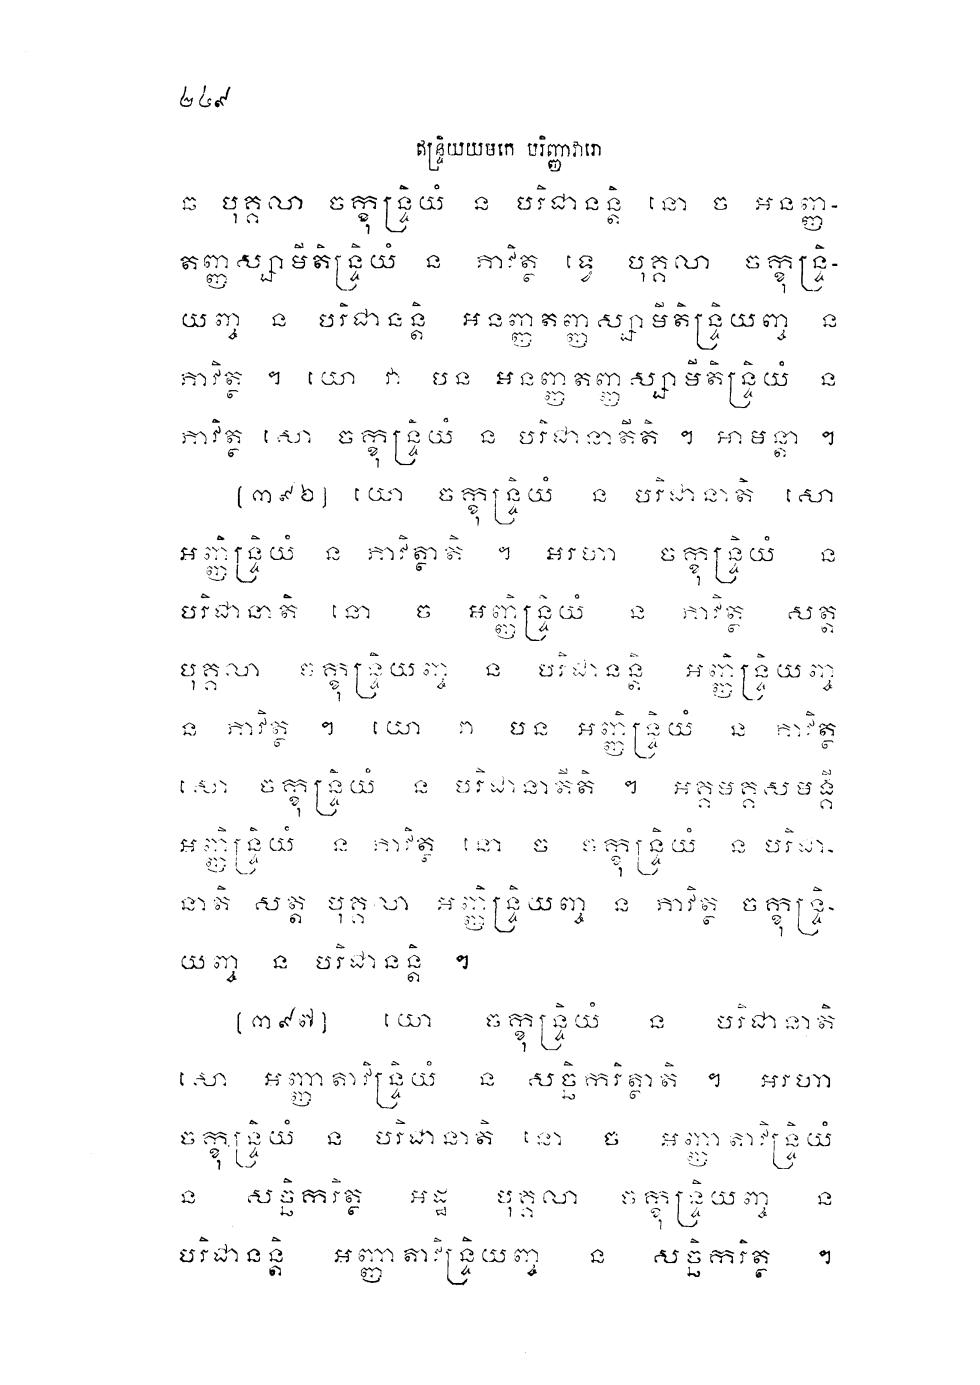 ២៤៩
ឥន្ទ្រិយយមកេ បរិញ្ញាវារោ
ឆ បុគ្គលា ចក្ខុន្ទ្រិយំ ន បរិជានន្តិ នោ ច អនញ្ញា-
តញ្ញស្សាមីតិន្ទ្រិយំ ន ភាវិត្ថ ទ្វេ បុគ្គលា ចក្ខុន្ទ្រិ-
យញ្ច ន បរិជានន្តិ អនញ្ញាតញ្ញស្សាមីតិន្ទ្រិយញ្ច ន
ភាវិត្ថ ។ យោ វា បន អនញ្ញាតញ្ញស្សាមីតិន្ទ្រិយំ ន
ភាវិត្ថ សោ ចក្ខុន្ទ្រិយំ ន បរិជានាតីតិ ។ អាមន្តា ។
[៣៩៦] យោ ចក្ខុន្ទ្រិយំ ន បរិជានាតិ សោ
អញ្ញិន្ទ្រិយំ ន ភាវិត្ថាតិ ។ អរហា ចក្ខុន្ទ្រិយំ ន
បរិជានាតិ នោ ច អញ្ញិន្ទ្រិយំ ន ភាវិត្ថ សត្ត
បុគ្គលា ចក្ខុន្ទ្រិយញ្ច ន បរិជានន្តិ អញ្ញិន្ទ្រិយញ្ច
ន ភាវិត្ថ ។ យោ វា បន អញ្ញិន្ទ្រិយំ ន ភាវិត្ថ
សោ ចក្ខុន្ទ្រិយំ ន បរិជានាតីតិ ។ អគ្គមគ្គសមង្គី
អញ្ញិន្ទ្រិយំ ន ភាវិត្ថ នោ ច ចក្ខុន្ទ្រិយំ ន បរិជា-
នាតិ សត្ត បុគ្គលា អញ្ញិន្ទ្រិយញ្ច ន ភាវិត្ថ ចក្ខុន្ទ្រិ-
យញ្ច ន បរិជានន្តិ ។
[៣៩៧] យោ ចក្ខុន្ទ្រិយំ ន បរិជានាតិ
សោ អញ្ញាតាវិន្ទ្រិយំ ន សច្ឆិករិត្ថាតិ ។ អរហា
ចក្ខុន្ទ្រិយំ ន បរិជានាតិ នោ ច អញ្ញាតាវិន្ទ្រិយំ
ន សច្ឆិករិត្ថ អដ្ឋ បុគ្គលា ចក្ខុន្ទ្រិយញ្ច ន
បរិជានន្តិ អញ្ញាតាវិន្ទ្រិយញ្ច ន សច្ឆិករិត្ថ ។